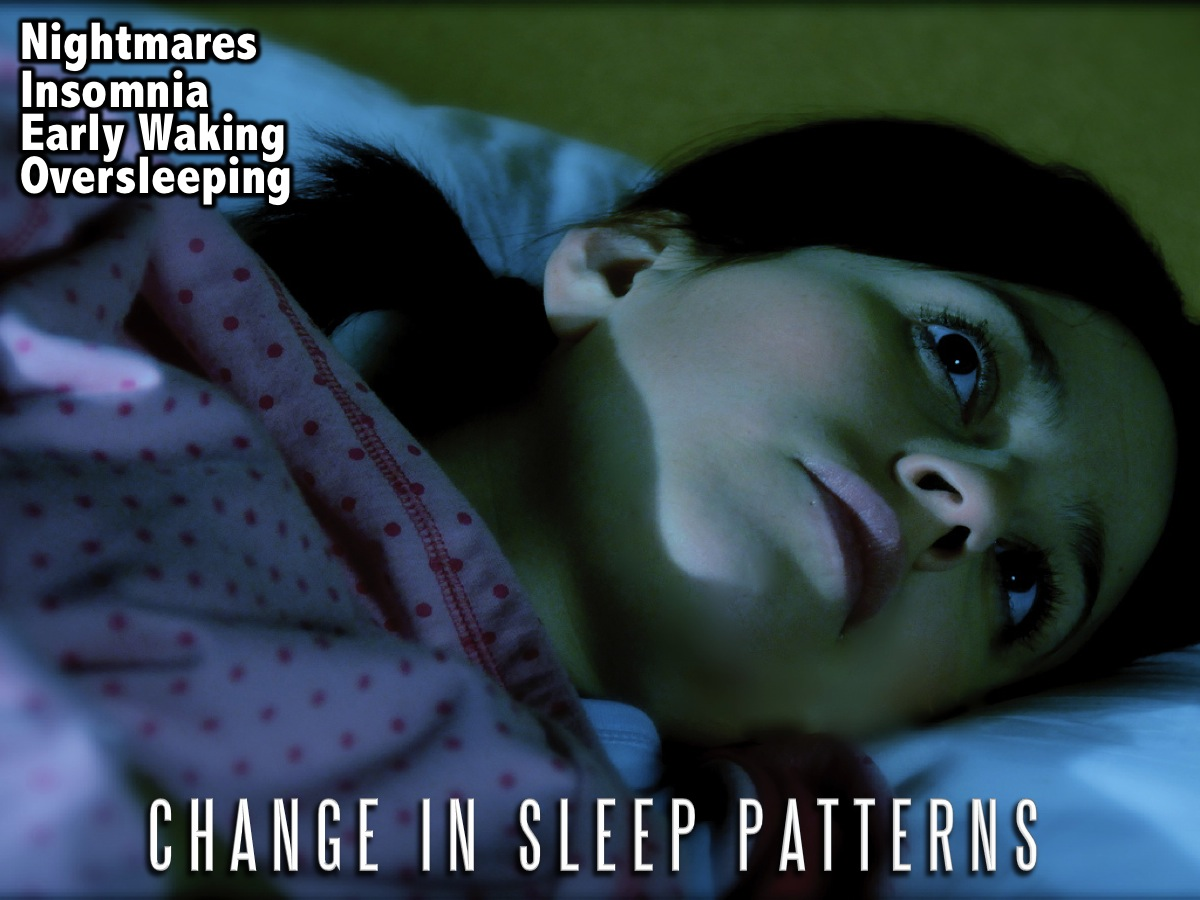 Nightmares
Insomnia
Early Waking
Oversleeping
CHANGE IN SLEEP PATTERNS